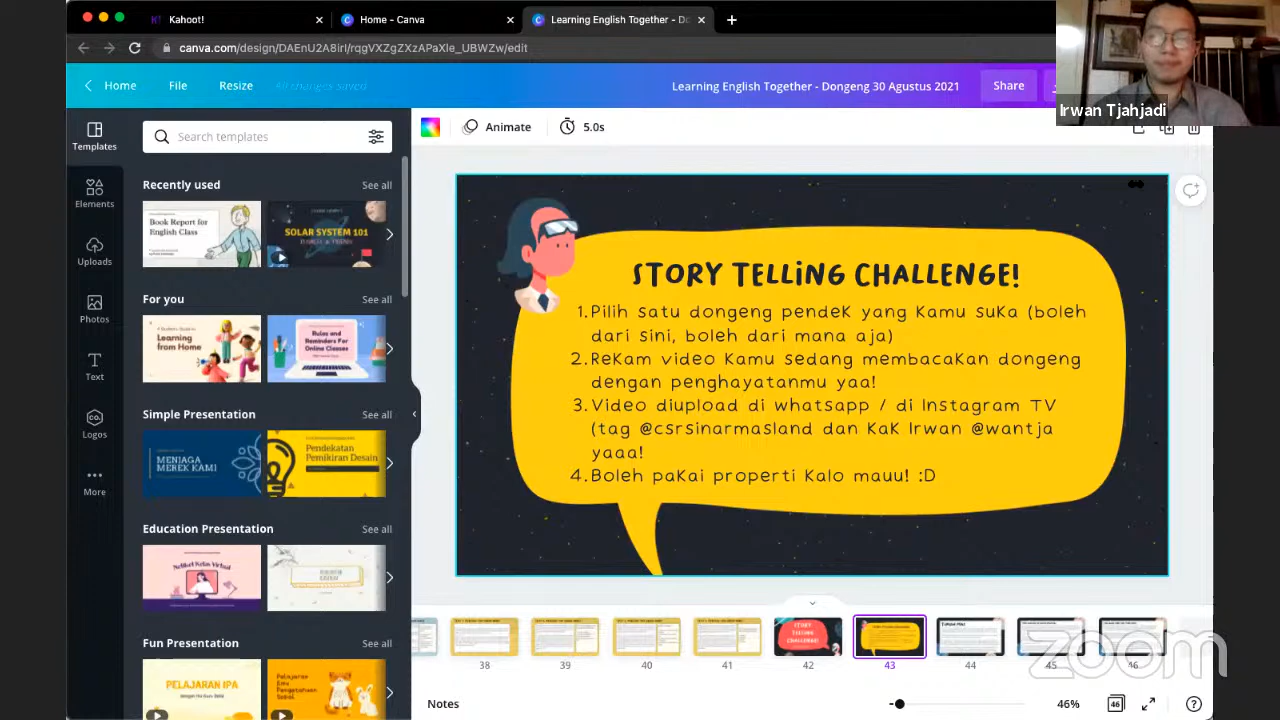 Kahoot!
Home - Canva
Learning English Together - Do
canva.com/design/DAEnU2A8irI/rqgVXZgZXzAPaXle_UBWZw/edit
Irwan Tjahjadi
Home
File
Resize
All changes saved
Learning English Together - Dongeng 30 Agustus 2021
Share
Templates
Elements
Uploads
Photos
Text
Logos
More
Search templates
Animate
5.0s
Recently used
See all
Book Report for
English Class
SOLAR SYSTEM 101
For you
See all
Learning
from Home
Rules and
Reminders For
Online Classes
Simple Presentation
See all
MENJAGA
MEREK KAMI
Pendekatan
Pemikiran Desain
Education Presentation
See all
Fun Presentation
See all
PELAJARAN IPA
STORY TELLING CHALLENGE!
1. Pilih satu dongeng pendek yang kamu suka (boleh
dari sini, boleh dari mana aja)
2. Rekam video kamu sedang membacakan dongeng
dengan penghayatanmu yaa!
3. Video diupload di whatsapp / di Instagram TV
(tag @csrsinarmasland dan Kak Irwan @wantja
yaaa!
4. Boleh pakai properti kalo mauu! :D
STORY
TELLING
CHALLENGE!
38
39
40
41
42
43
44
45
46
Notes
46%
46
zoom